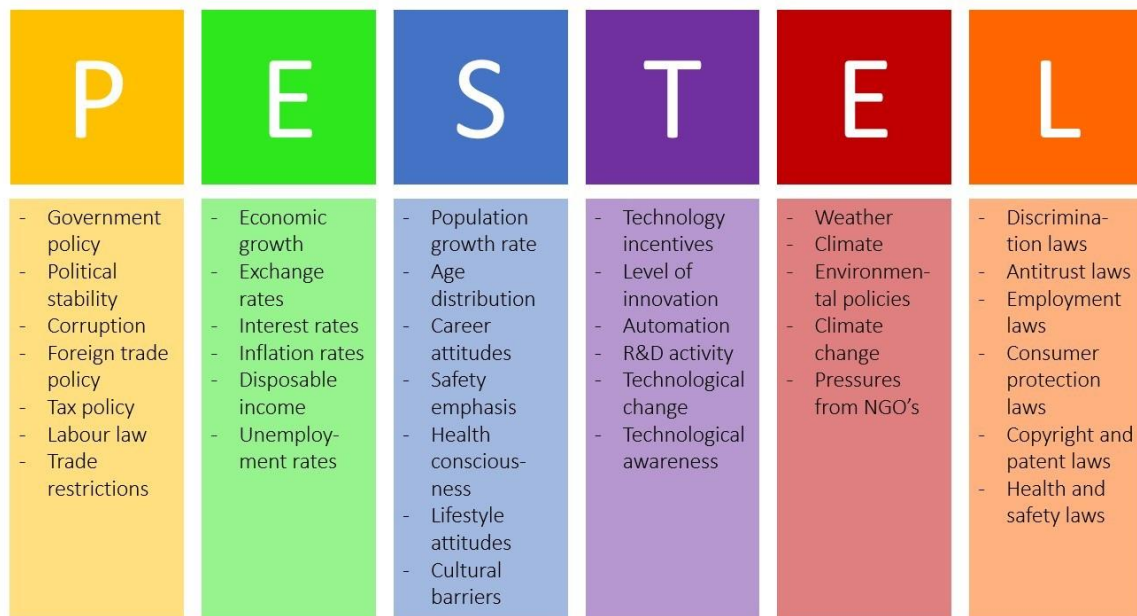 P
E
S
T
E
L
- Government
policy
- Political
stability
- Corruption
- Foreign trade
policy
- Tax policy
- Labour law
- Trade
restrictions
- Economic
growth
- Exchange
rates
- Interest rates
- Inflation rates
- Disposable
income
- Unemploy-
ment rates
- Population
growth rate
- Age
distribution
- Career
attitudes
- Safety
emphasis
- Health
conscious-
ness
- Lifestyle
attitudes
- Cultural
barriers
- Technology
incentives
- Level of
innovation
- Automation
- R&D activity
- Technological
change
- Technological
awareness
- Weather
- Climate
- Environmen-
tal policies
- Climate
change
- Pressures
from NGO’s
- Discrimina-
tion laws
- Antitrust laws
- Employment
laws
- Consumer
protection
laws
- Copyright and
patent laws
- Health and
safety laws